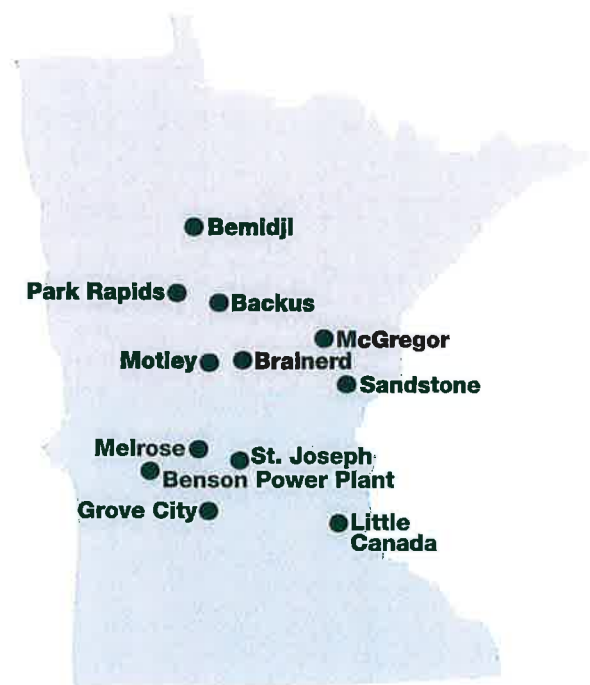 Bemidji
Park Rapids
Backus
McGregor
Motley
Brainerd
Sandstone
Melrose
St. Joseph
Benson Power Plant
Grove City
Little
Canada